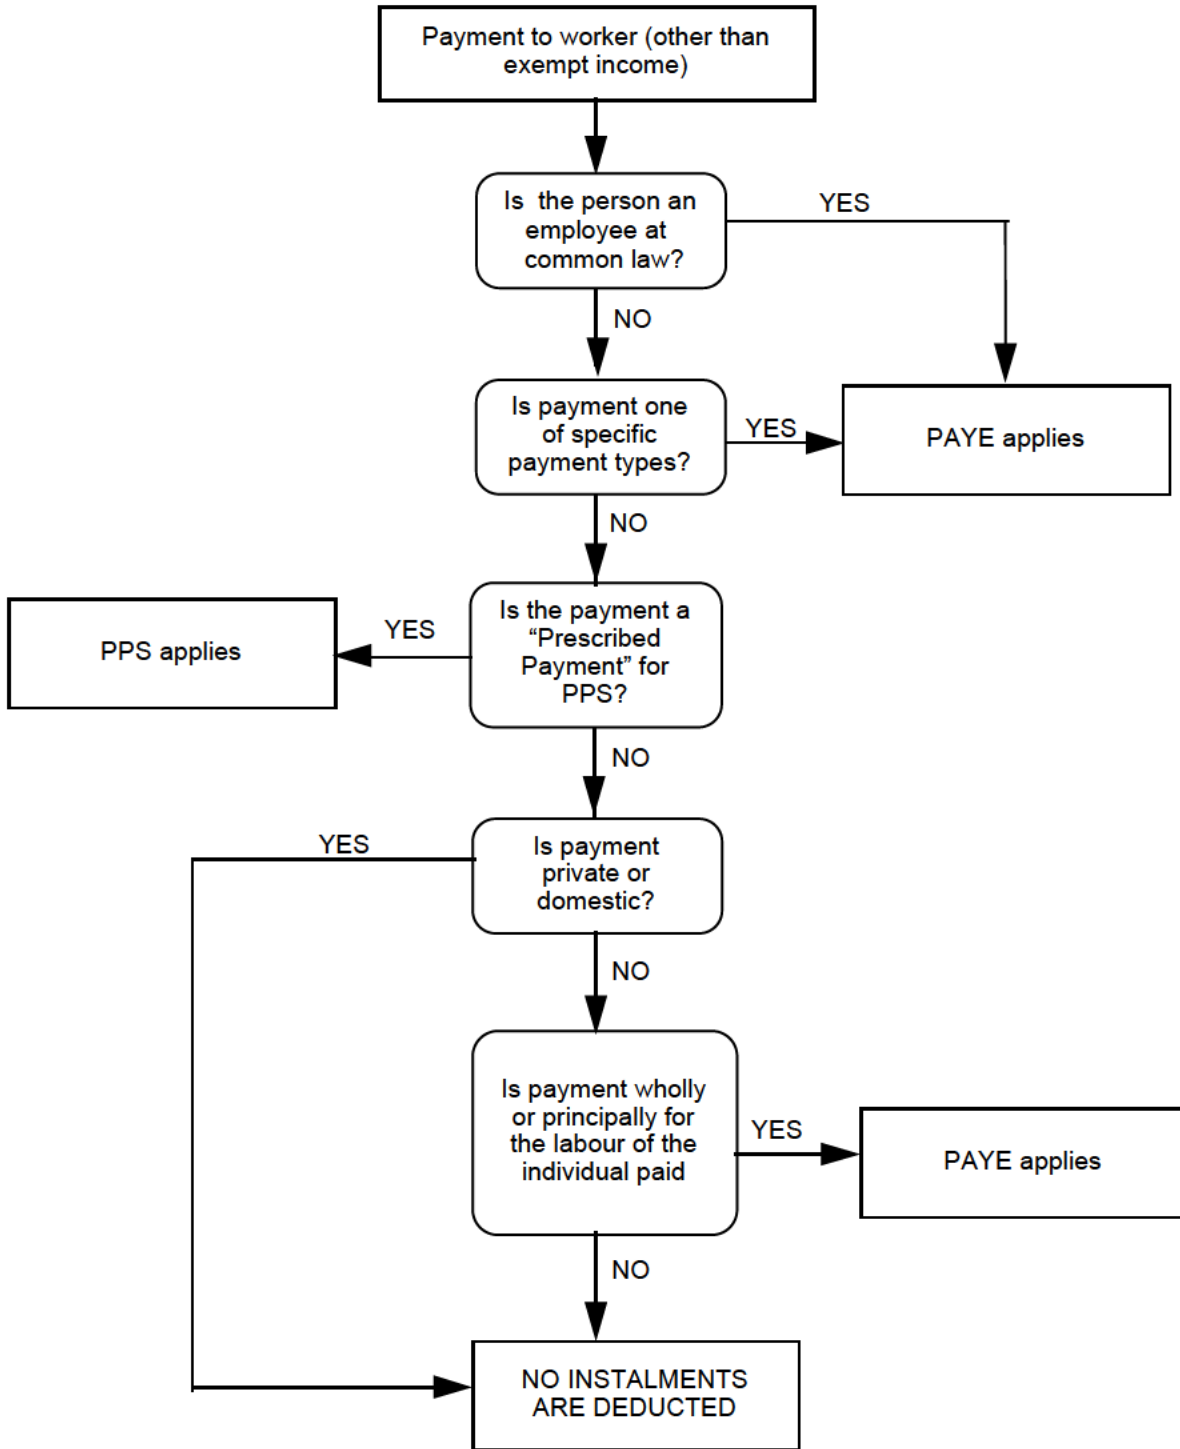 Payment to worker (other than
exempt income)
Is the person an
employee at
common law?
YES
NO
Is payment one
of specific
payment types?
YES
PAYE applies
NO
Is the payment a
“Prescribed
Payment” for
PPS?
YES
PPS applies
NO
Is payment
private or
domestic?
YES
NO
Is payment wholly
or principally for
the labour of the
individual paid
YES
PAYE applies
NO
NO INSTALMENTS
ARE DEDUCTED